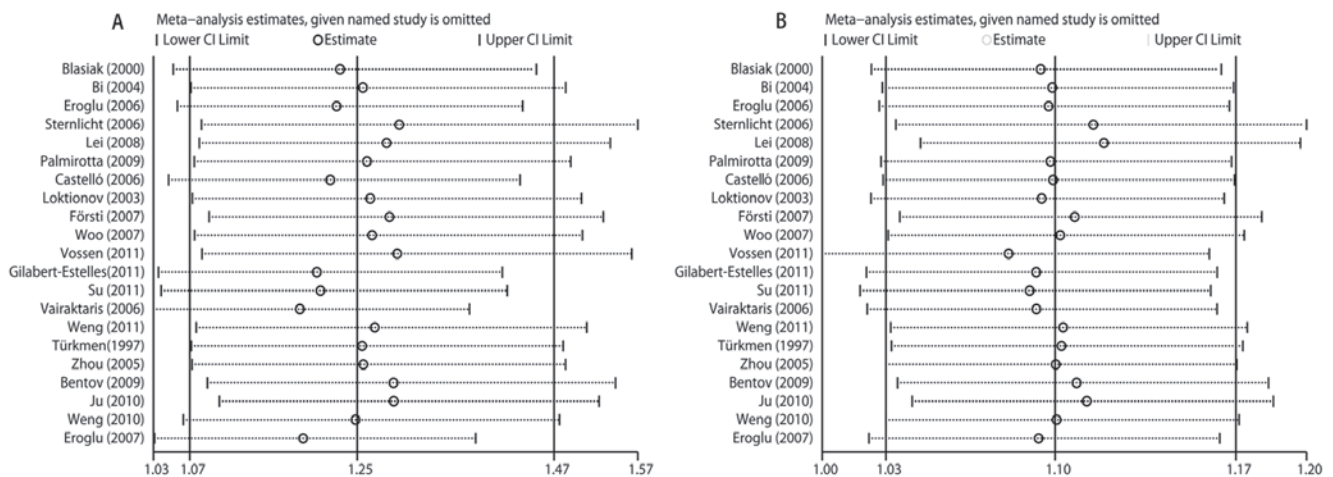 A Meta-analysis estimates, given named study is omitted
Lower CI Limit Estimate Upper CI Limit
Blasiak (2000)
Bi (2004)
Eroglu (2006)
Sternlicht (2006)
Lei (2008)
Palmirotta (2009)
Castelló (2006)
Loktionov (2003)
Försti (2007)
Woo (2007)
Vossen (2011)
Gilabert-Estelles(2011)
Su (2011)
Vairaktaris (2006)
Weng (2011)
Türkmen(1997)
Zhou (2005)
Bentov (2009)
Ju (2010)
Weng (2010)
Eroglu (2007)
1.03 1.07 1.25 1.47 1.57
B Meta-analysis estimates, given named study is omitted
Lower CI Limit Estimate Upper CI Limit
Blasiak (2000)
Bi (2004)
Eroglu (2006)
Sternlicht (2006)
Lei (2008)
Palmirotta (2009)
Castelló (2006)
Loktionov (2003)
Försti (2007)
Woo (2007)
Vossen (2011)
Gilabert-Estelles (2011)
Su (2011)
Vairaktaris (2006)
Weng (2011)
Türkmen (1997)
Zhou (2005)
Bentov (2009)
Ju (2010)
Weng (2010)
Eroglu (2007)
1.00 1.03 1.10 1.17 1.20